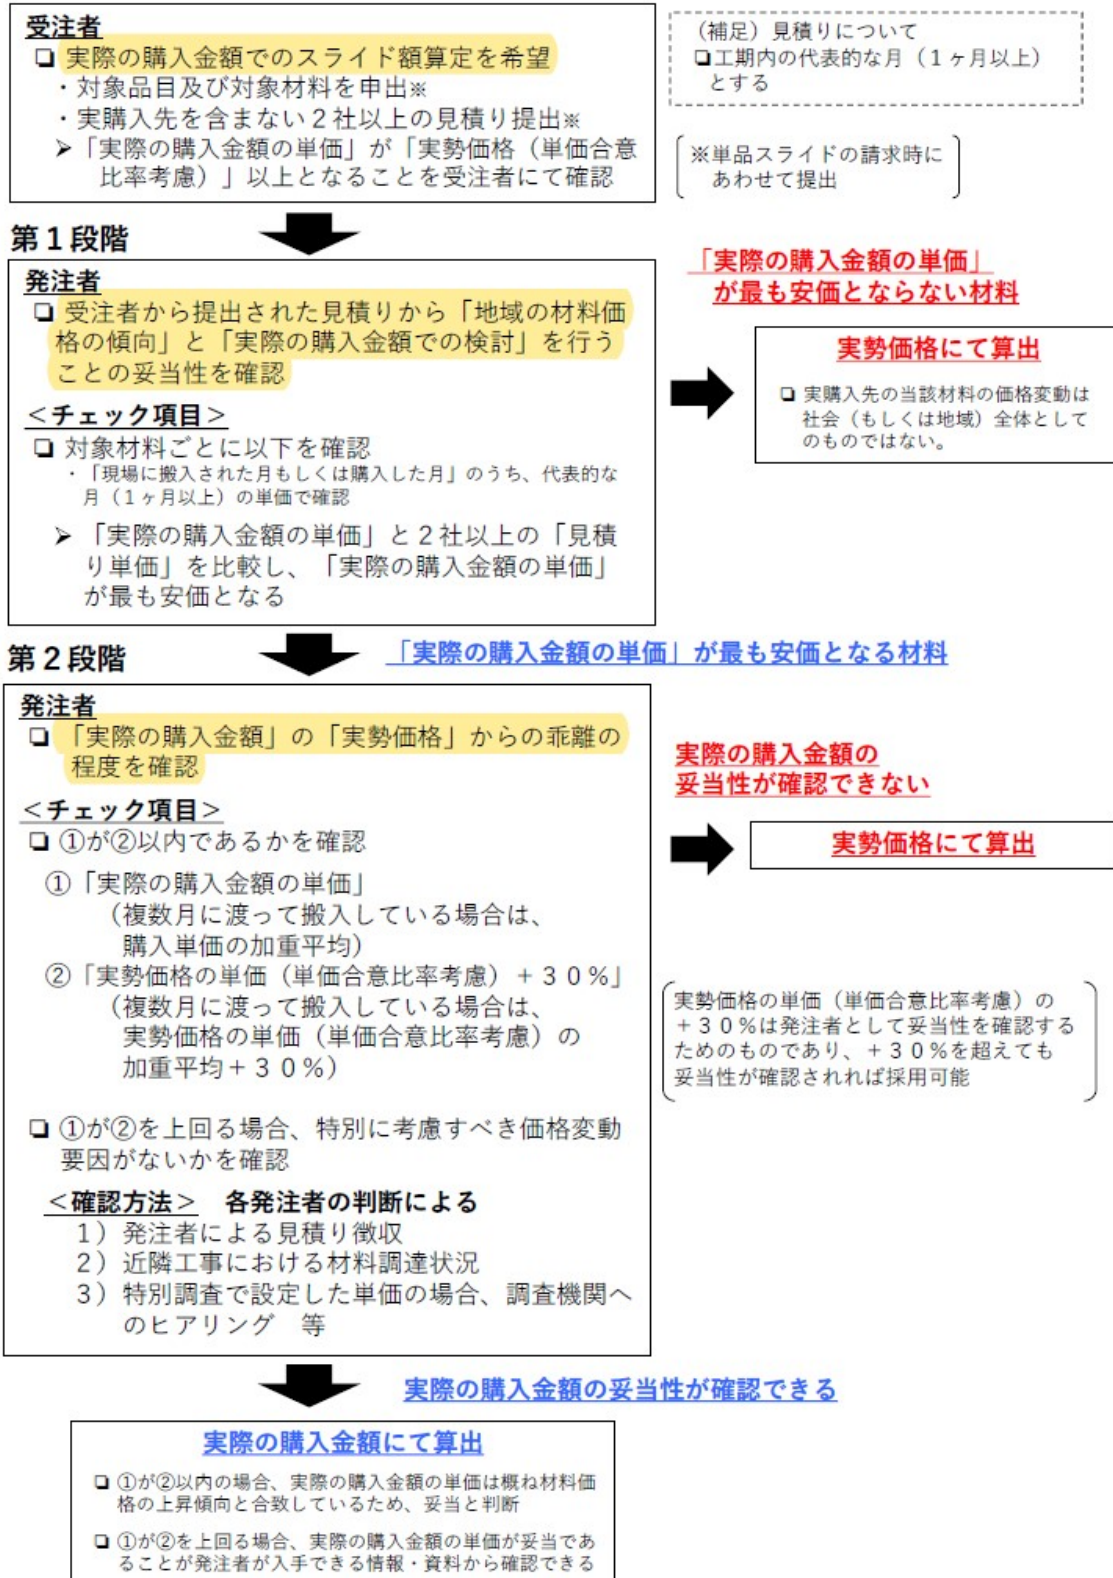 受注者
❑ 実際の購入金額でのスライド額算定を希望
・対象品目及び対象材料を申出※
・実購入先を含まない２社以上の見積り提出※
➢「実際の購入金額の単価」が「実勢価格（単価合意
比率考慮）」以上となることを受注者にて確認
（補足）見積りについて
❑工期内の代表的な月（１ヶ月以上）
とする
※単品スライドの請求時に
あわせて提出
第１段階
発注者
❑ 受注者から提出された見積りから「地域の材料価
格の傾向」と「実際の購入金額での検討」を行う
ことの妥当性を確認
＜チェック項目＞
❑ 対象材料ごとに以下を確認
・「現場に搬入された月もしくは購入した月」のうち、代表的な
月（１ヶ月以上）の単価で確認
➢ 「実際の購入金額の単価」と２社以上の「見積
り単価」を比較し、「実際の購入金額の単価」
が最も安価となる
「実際の購入金額の単価」
が最も安価とならない材料
実勢価格にて算出
❑ 実購入先の当該材料の価格変動は
社会（もしくは地域）全体として
のものではない。
第２段階
「実際の購入金額の単価」が最も安価となる材料
発注者
❑ 「実際の購入金額」の「実勢価格」からの乖離の
程度を確認
＜チェック項目＞
❑ ①が②以内であるかを確認
①「実際の購入金額の単価」
（複数月に渡って搬入している場合は、
購入単価の加重平均）
②「実勢価格の単価（単価合意比率考慮）＋３０％」
（複数月に渡って搬入している場合は、
実勢価格の単価（単価合意比率考慮）の
加重平均＋３０％）
❑ ①が②を上回る場合、特別に考慮すべき価格変動
要因がないかを確認
＜確認方法＞　各発注者の判断による
１）発注者による見積り徴収
２）近隣工事における材料調達状況
３）特別調査で設定した単価の場合、調査機関へ
のヒアリング　等
実際の購入金額の
妥当性が確認できない
実勢価格にて算出
実勢価格の単価（単価合意比率考慮）の
＋３０％は発注者として妥当性を確認する
ためのものであり、＋３０％を超えても
妥当性が確認されれば採用可能
実際の購入金額の妥当性が確認できる
実際の購入金額にて算出
❑ ①が②以内の場合、実際の購入金額の単価は概ね材料価
格の上昇傾向と合致しているため、妥当と判断
❑ ①が②を上回る場合、実際の購入金額の単価が妥当であ
ることが発注者が入手できる情報・資料から確認できる